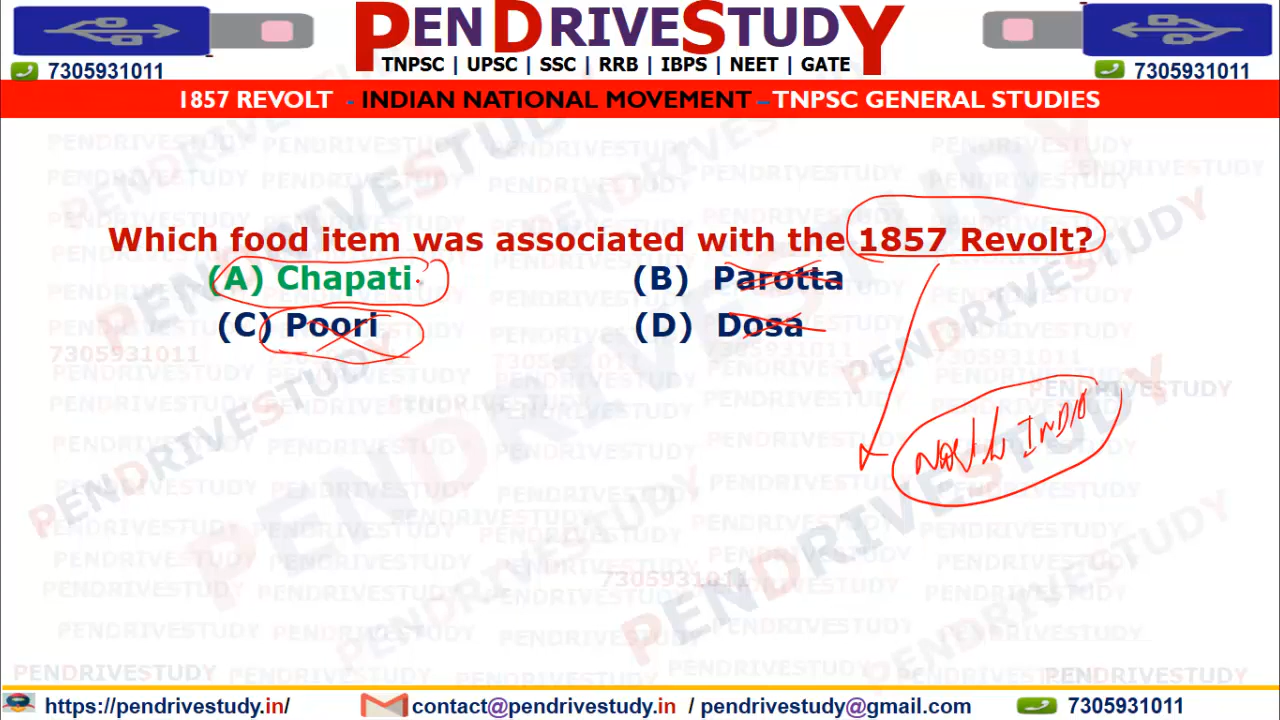 PENDRIVESTUDY
TNPSC | UPSC | SSC | RRB | IBPS | NEET | GATE
7305931011
7305931011
1857 REVOLT - INDIAN NATIONAL MOVEMENT – TNPSC GENERAL STUDIES
Which food item was associated with the 1857 Revolt?
(A) Chapati
(B) Parotta
(C) Poori
(D) Dosa
North India
https://pendrivestudy.in/
contact@pendrivestudy.in / pendrivestudy@gmail.com
7305931011